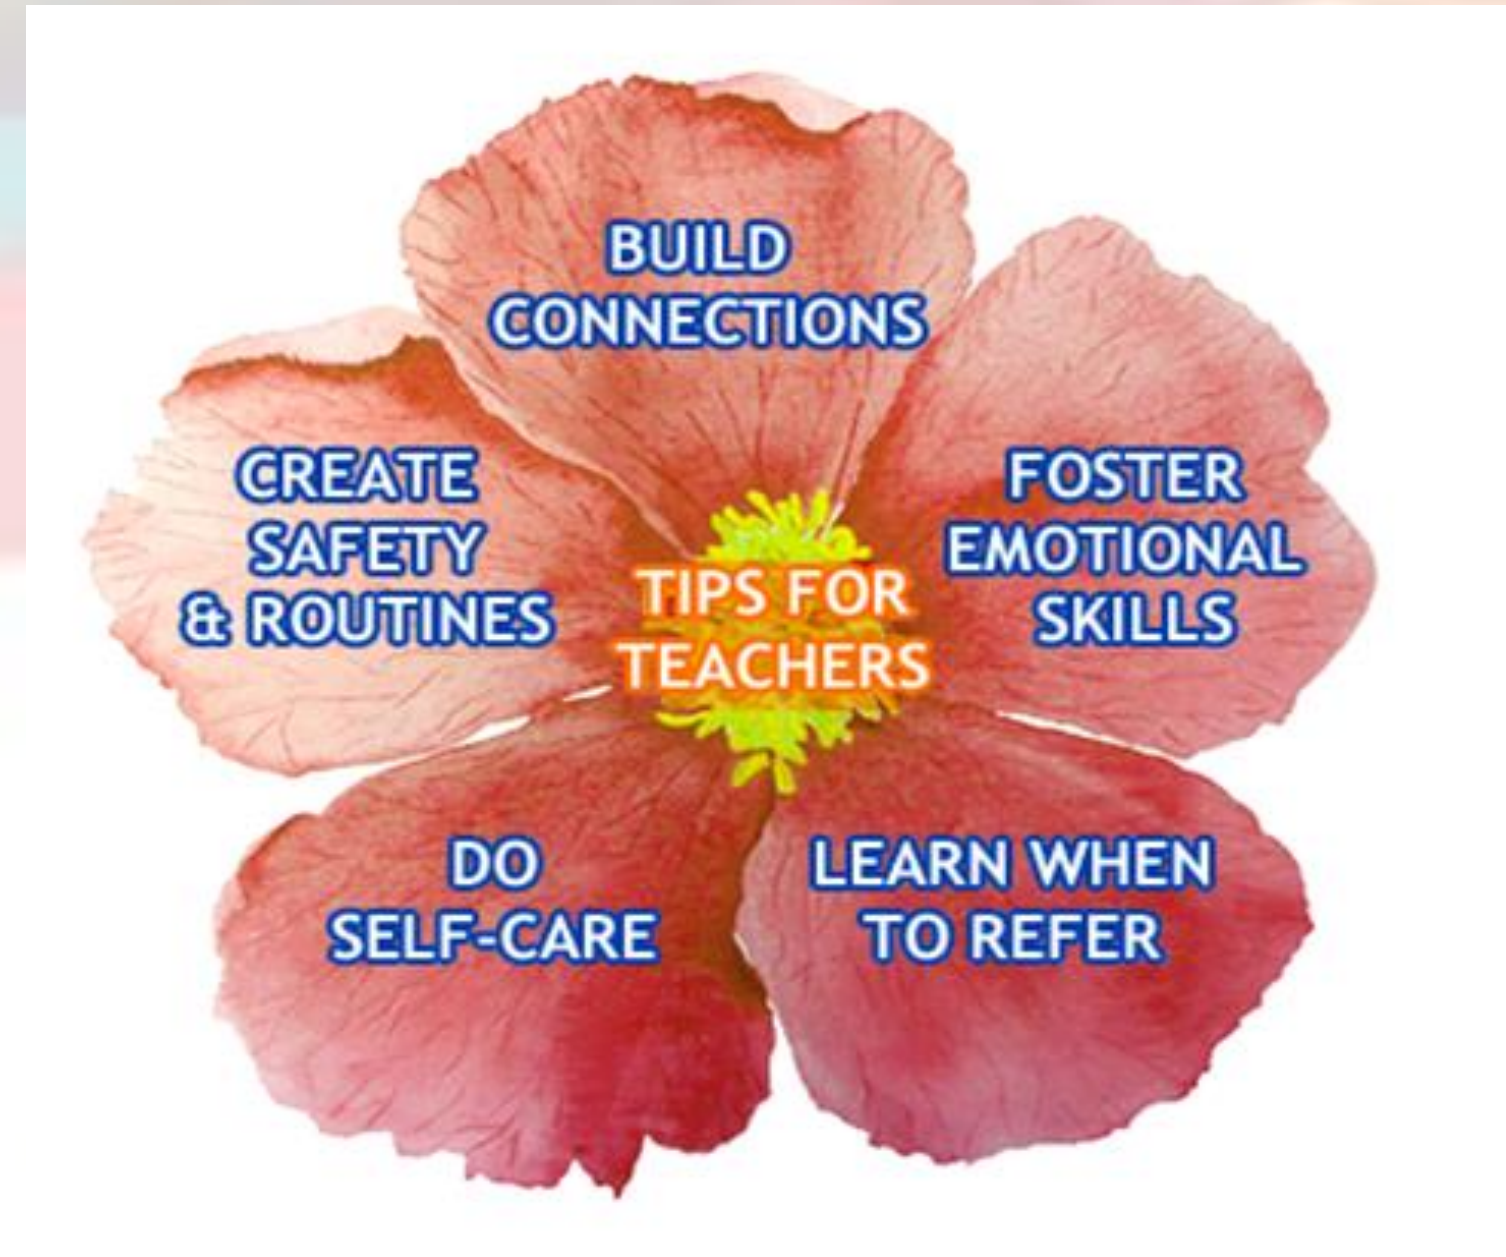 BUILD
CONNECTIONS
CREATE
SAFETY
& ROUTINES
FOSTER
EMOTIONAL
SKILLS
TIPS FOR
TEACHERS
DO
SELF-CARE
LEARN WHEN
TO REFER